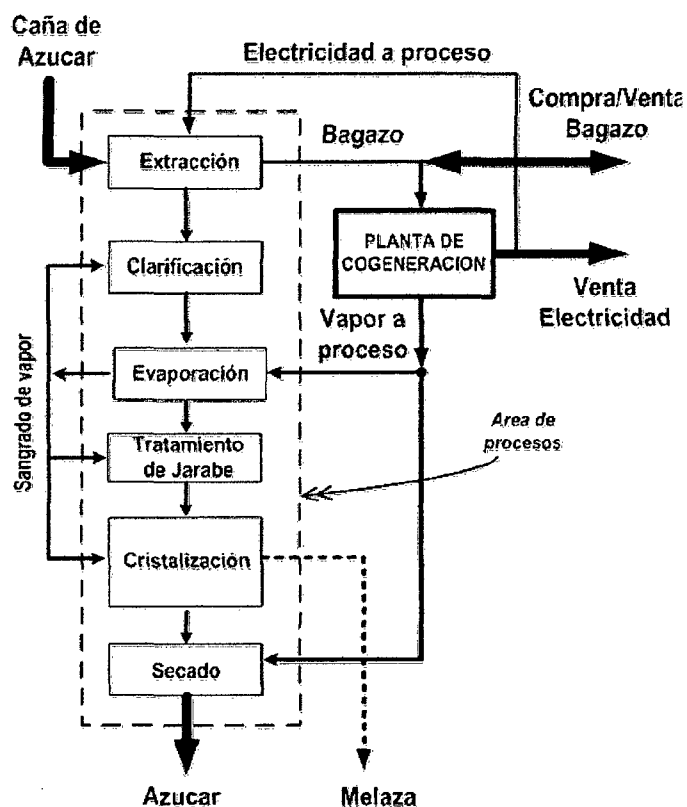 Caña de
Azucar
Electricidad a proceso
Compra/Venta
Bagazo
Bagazo
Extracción
PLANTA DE
COGENERACION
Clarificación
Venta
Electricidad
Vapor a
proceso
Evaporación
Sangrado de vapor
Area de
procesos
Tratamiento
de Jarabe
Cristalización
Secado
Azucar
Melaza